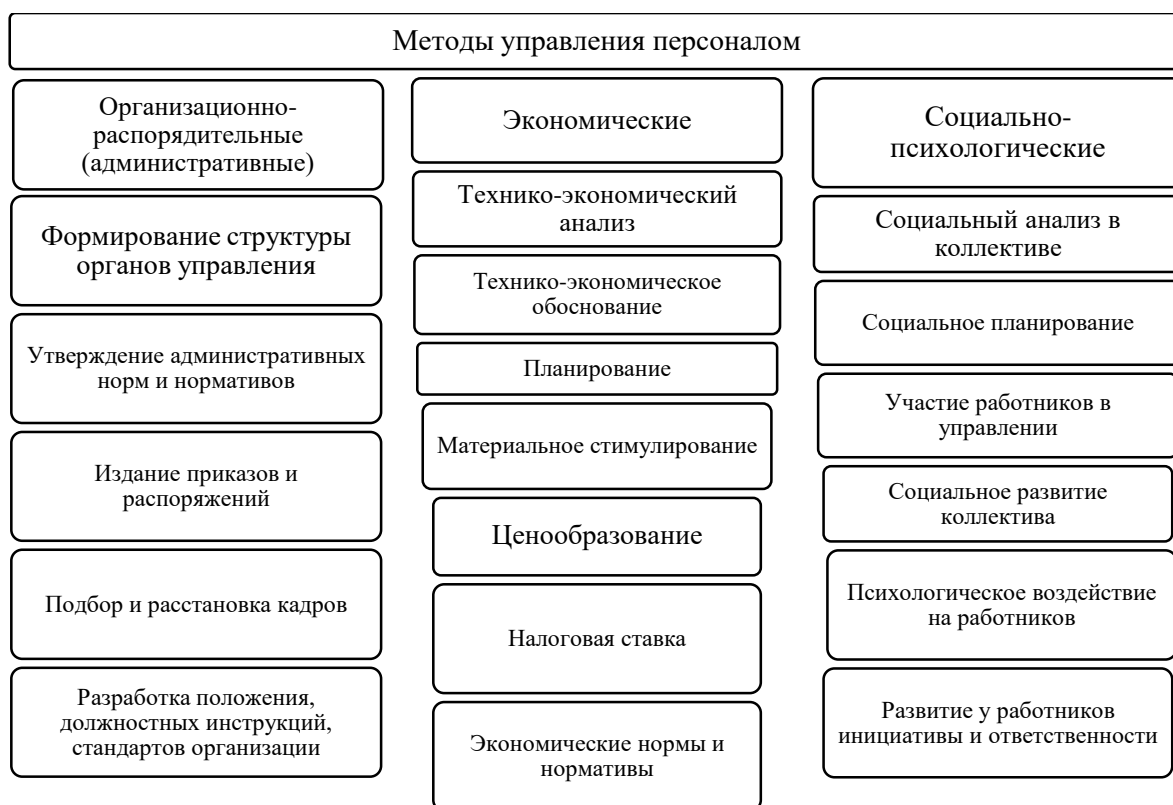 Методы управления персоналом
Организационно-
распорядительные
(административные)
Формирование структуры
органов управления
Утверждение административных
норм и нормативов
Издание приказов и
распоряжений
Подбор и расстановка кадров
Разработка положения,
должностных инструкций,
стандартов организации
Экономические
Технико-экономический
анализ
Технико-экономическое
обоснование
Планирование
Материальное стимулирование
Ценообразование
Налоговая ставка
Экономические нормы и
нормативы
Социально-
психологические
Социальный анализ в
коллективе
Социальное планирование
Участие работников в
управлении
Социальное развитие
коллектива
Психологическое воздействие
на работников
Развитие у работников
инициативы и ответственности